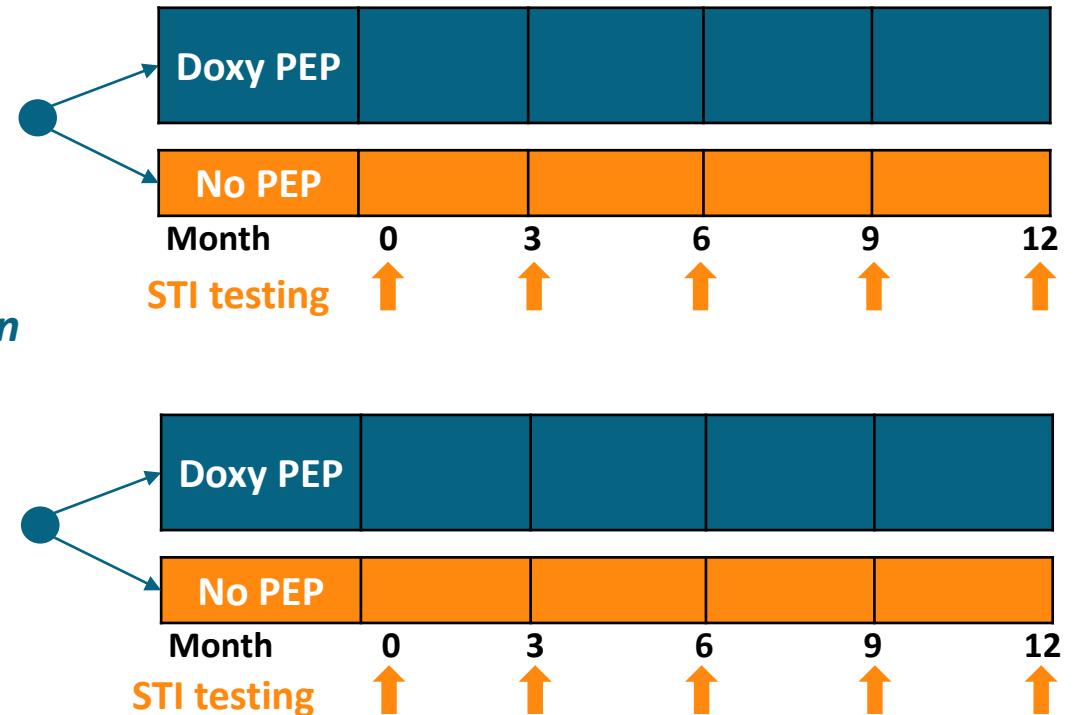 Doxy PEP
No PEP
Month 0 3 6 9 12
STI testing
n
Doxy PEP
No PEP
Month 0 3 6 9 12
STI testing